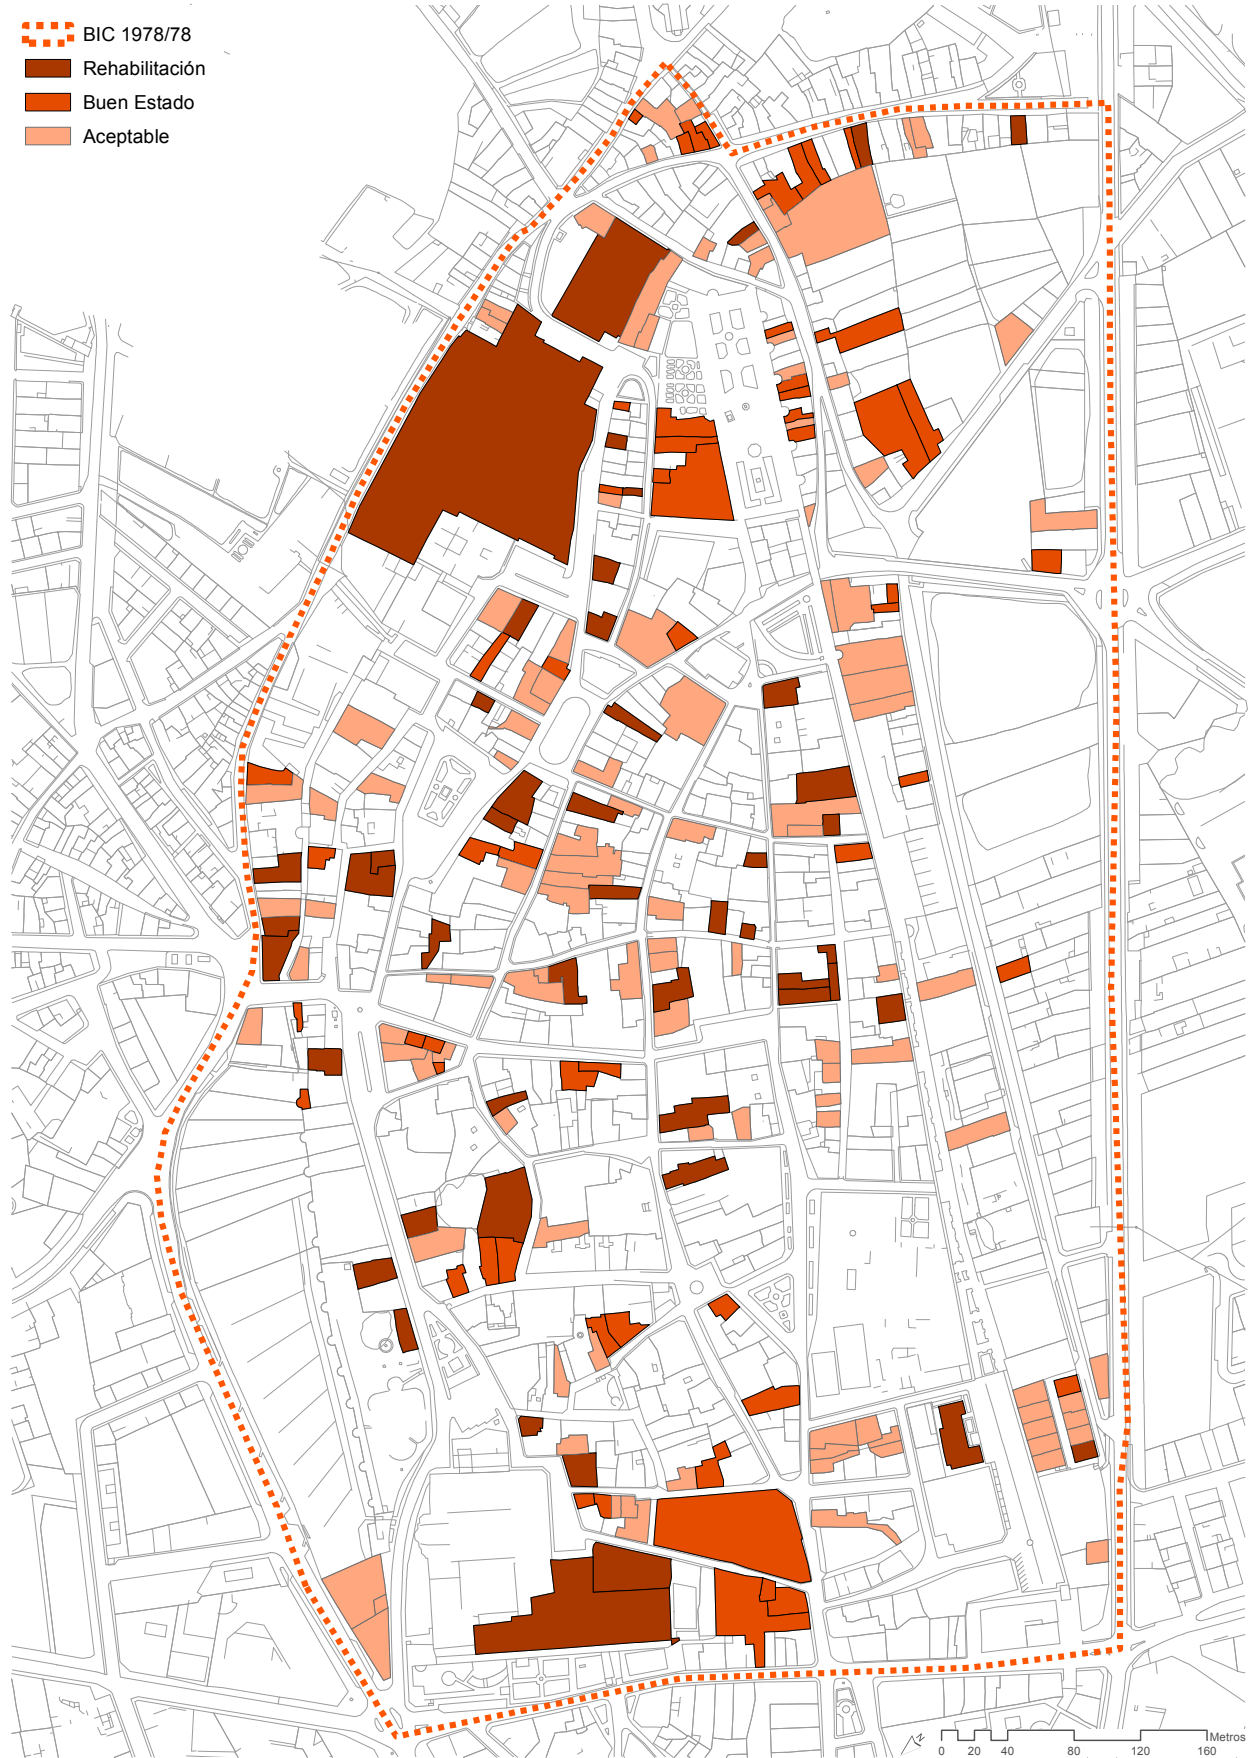 BIC 1978/78
Rehabilitación
Buen Estado
Aceptable
N
Metros
0 20 40 80 120 160